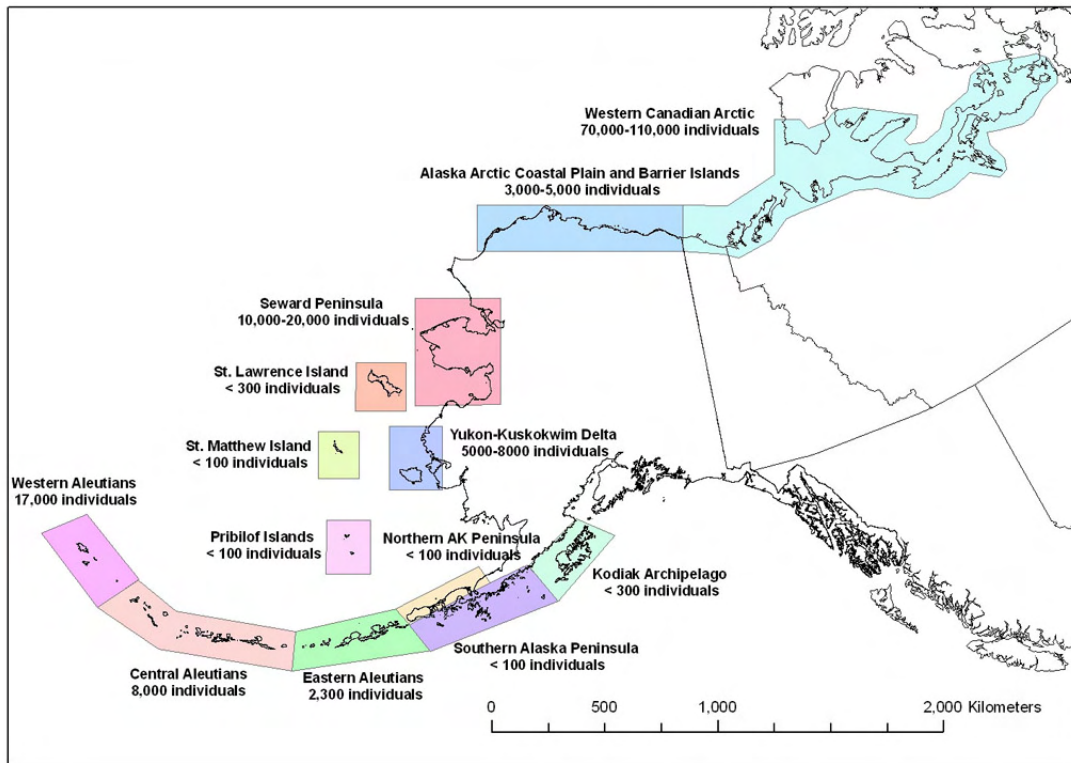 Western Canadian Arctic
70,000-110,000 individuals
Alaska Arctic Coastal Plain and Barrier Islands
3,000-5,000 individuals
Seward Peninsula
10,000-20,000 individuals
St. Lawrence Island
< 300 individuals
St. Matthew Island
< 100 individuals
Yukon-Kuskokwim Delta
5000-8000 individuals
Western Aleutians
17,000 individuals
Pribilof Islands
< 100 individuals
Northern AK Peninsula
< 100 individuals
Kodiak Archipelago
< 300 individuals
Southern Alaska Peninsula
< 100 individuals
Central Aleutians
8,000 individuals
Eastern Aleutians
2,300 individuals
0 500 1,000 2,000 Kilometers